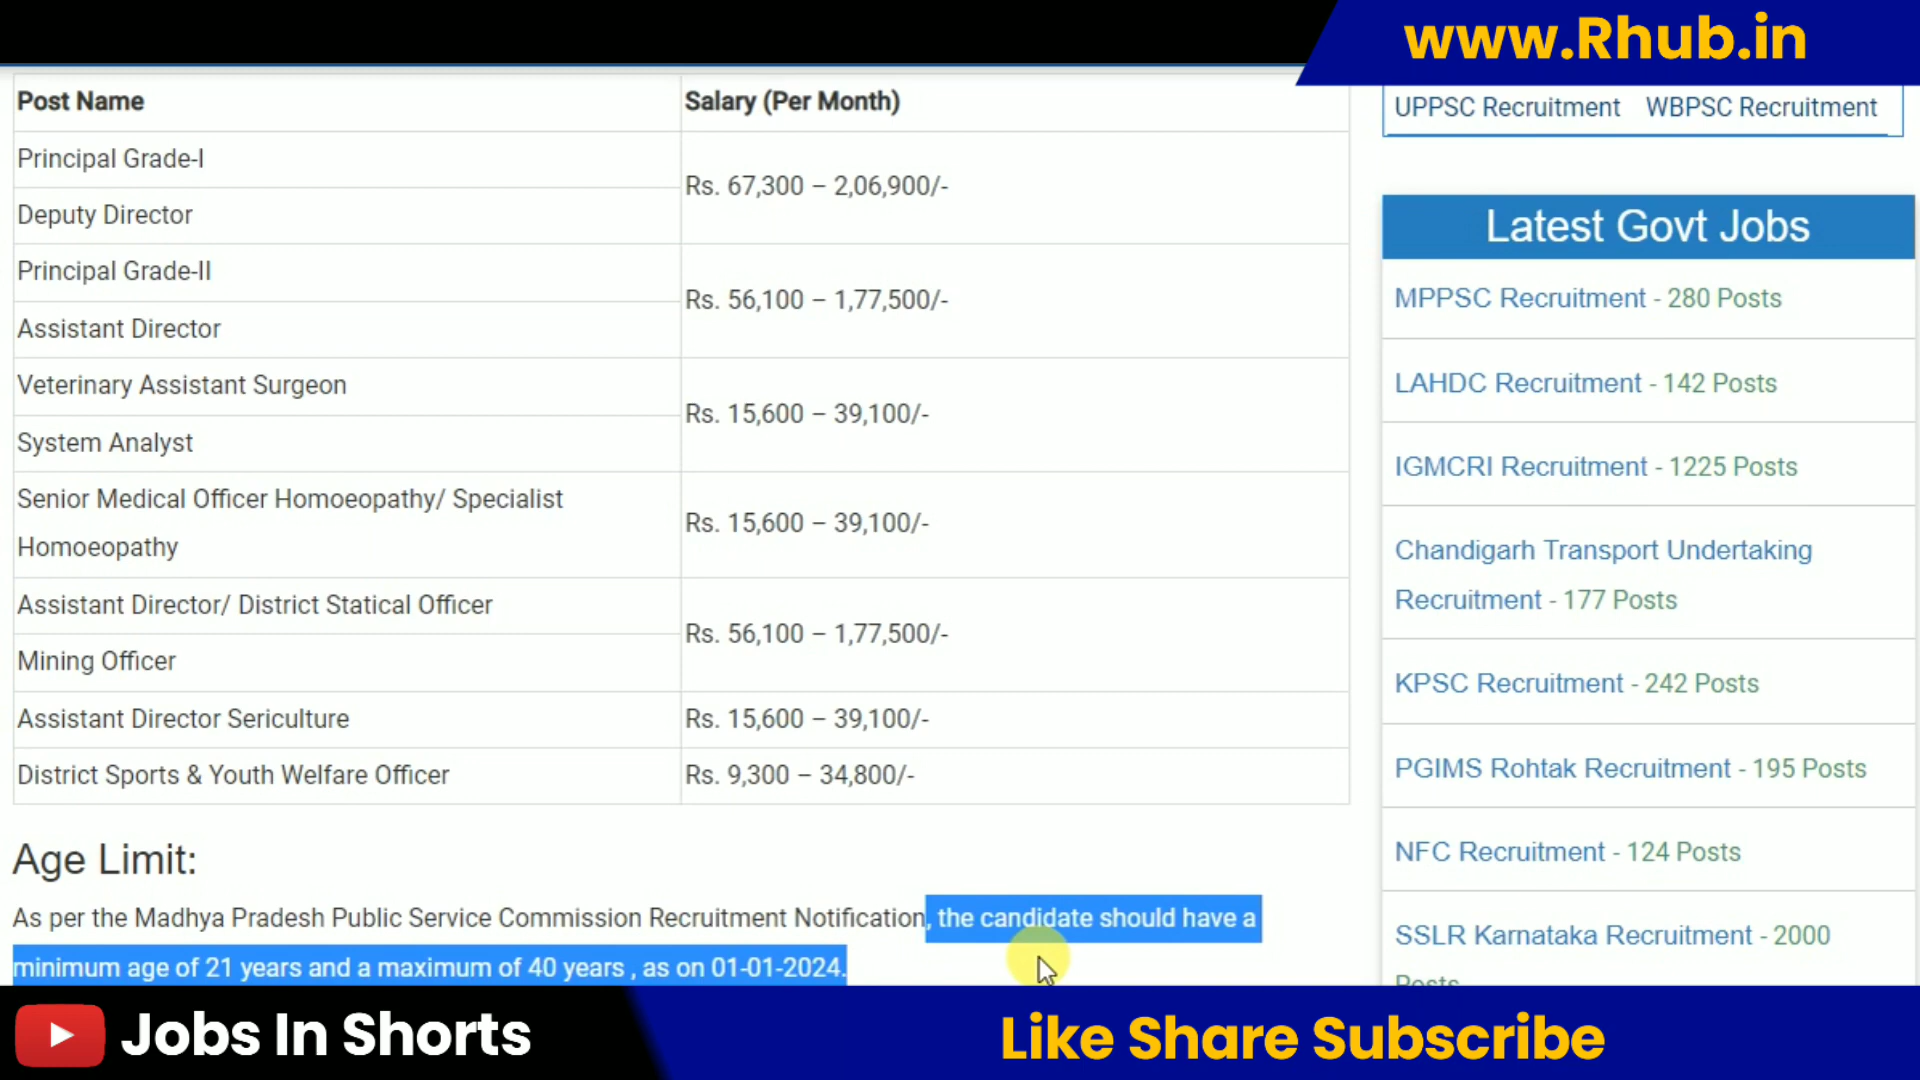 www.Rhub.in
Post Name
Salary (Per Month)
Principal Grade-I
Deputy Director
Rs. 67,300 – 2,06,900/-
Principal Grade-II
Assistant Director
Rs. 56,100 – 1,77,500/-
Veterinary Assistant Surgeon
System Analyst
Rs. 15,600 – 39,100/-
Senior Medical Officer Homoeopathy/ Specialist
Homoeopathy
Rs. 15,600 – 39,100/-
Assistant Director/ District Statical Officer
Mining Officer
Rs. 56,100 – 1,77,500/-
Assistant Director Sericulture
Rs. 15,600 – 39,100/-
District Sports & Youth Welfare Officer
Rs. 9,300 – 34,800/-
Age Limit:
As per the Madhya Pradesh Public Service Commission Recruitment Notification, the candidate should have a
minimum age of 21 years and a maximum of 40 years , as on 01-01-2024.
UPPSC Recruitment WBPSC Recruitment
Latest Govt Jobs
MPPSC Recruitment - 280 Posts
LAHDC Recruitment - 142 Posts
IGMCRI Recruitment - 1225 Posts
Chandigarh Transport Undertaking
Recruitment - 177 Posts
KPSC Recruitment - 242 Posts
PGIMS Rohtak Recruitment - 195 Posts
NFC Recruitment - 124 Posts
SSLR Karnataka Recruitment - 2000
Posts
Jobs In Shorts
Like Share Subscribe